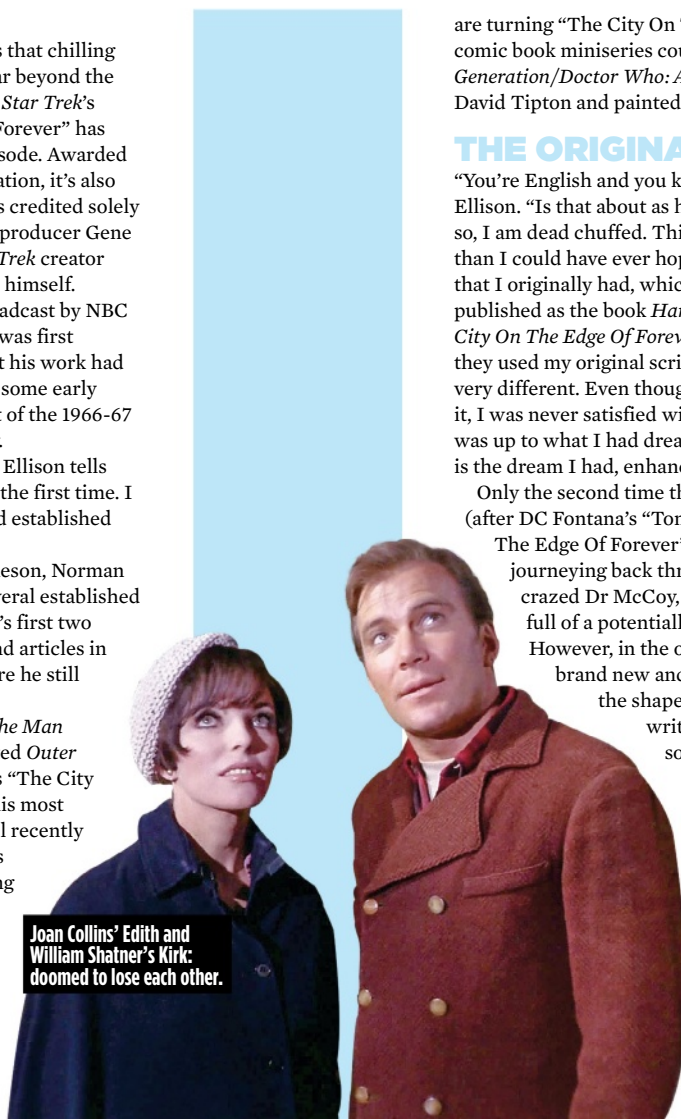 s that chilling
ar beyond the
Star Trek's
Forever" has
sode. Awarded
ation, it's also
s credited solely
producer Gene
Trek creator
himself.
adcast by NBC
was first
t his work had
some early
t of the 1966-67
Ellison tells
the first time. I
d established
eson, Norman
veral established
's first two
nd articles in
re he still
he Man
ed Outer
s "The City
is most
l recently
s
ng
Joan Collins' Edith and
William Shatner's Kirk:
doomed to lose each other.
are turning "The City On
comic book miniseries cou
Generation/Doctor Who: A
David Tipton and painted
THE ORIGINA
"You're English and you k
Ellison. "Is that about as h
so, I am dead chuffed. Thi
than I could have ever hop
that I originally had, whic
published as the book Har
City On The Edge Of Forev
they used my original scri
very different. Even thoug
it, I was never satisfied wi
was up to what I had drea
is the dream I had, enhan
Only the second time th
(after DC Fontana's "Tom
The Edge Of Forever"
journeying back thr
crazed Dr McCoy,
full of a potentiall
However, in the o
brand new and
the shape
writ
so